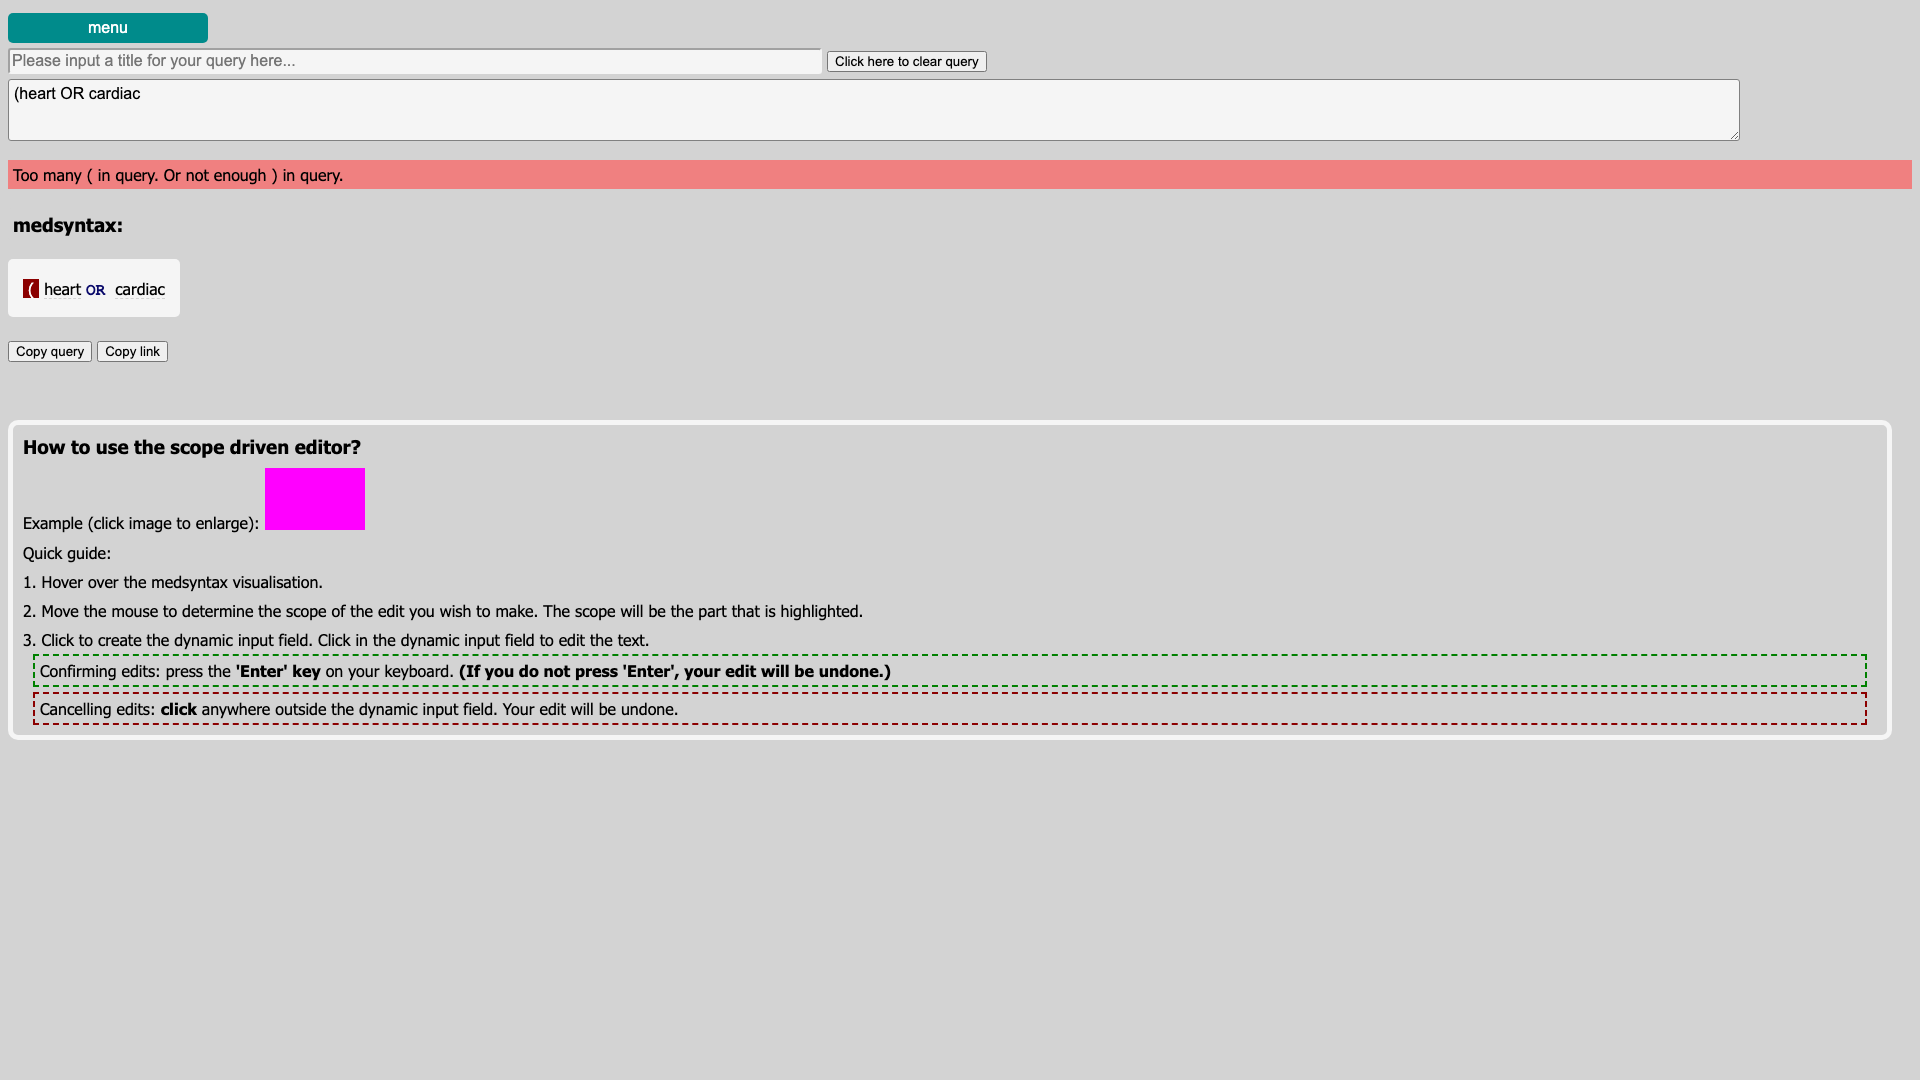 menu
Please input a title for your query here... Click here to clear query
(heart OR cardiac
Too many ( in query. Or not enough ) in query.
medsyntax:
( heart OR cardiac
Copy query Copy link
How to use the scope driven editor?
Example (click image to enlarge):
Quick guide:
1. Hover over the medsyntax visualisation.
2. Move the mouse to determine the scope of the edit you wish to make. The scope will be the part that is highlighted.
3. Click to create the dynamic input field. Click in the dynamic input field to edit the text.
Confirming edits: press the 'Enter' key on your keyboard. (If you do not press 'Enter', your edit will be undone.)
Cancelling edits: click anywhere outside the dynamic input field. Your edit will be undone.